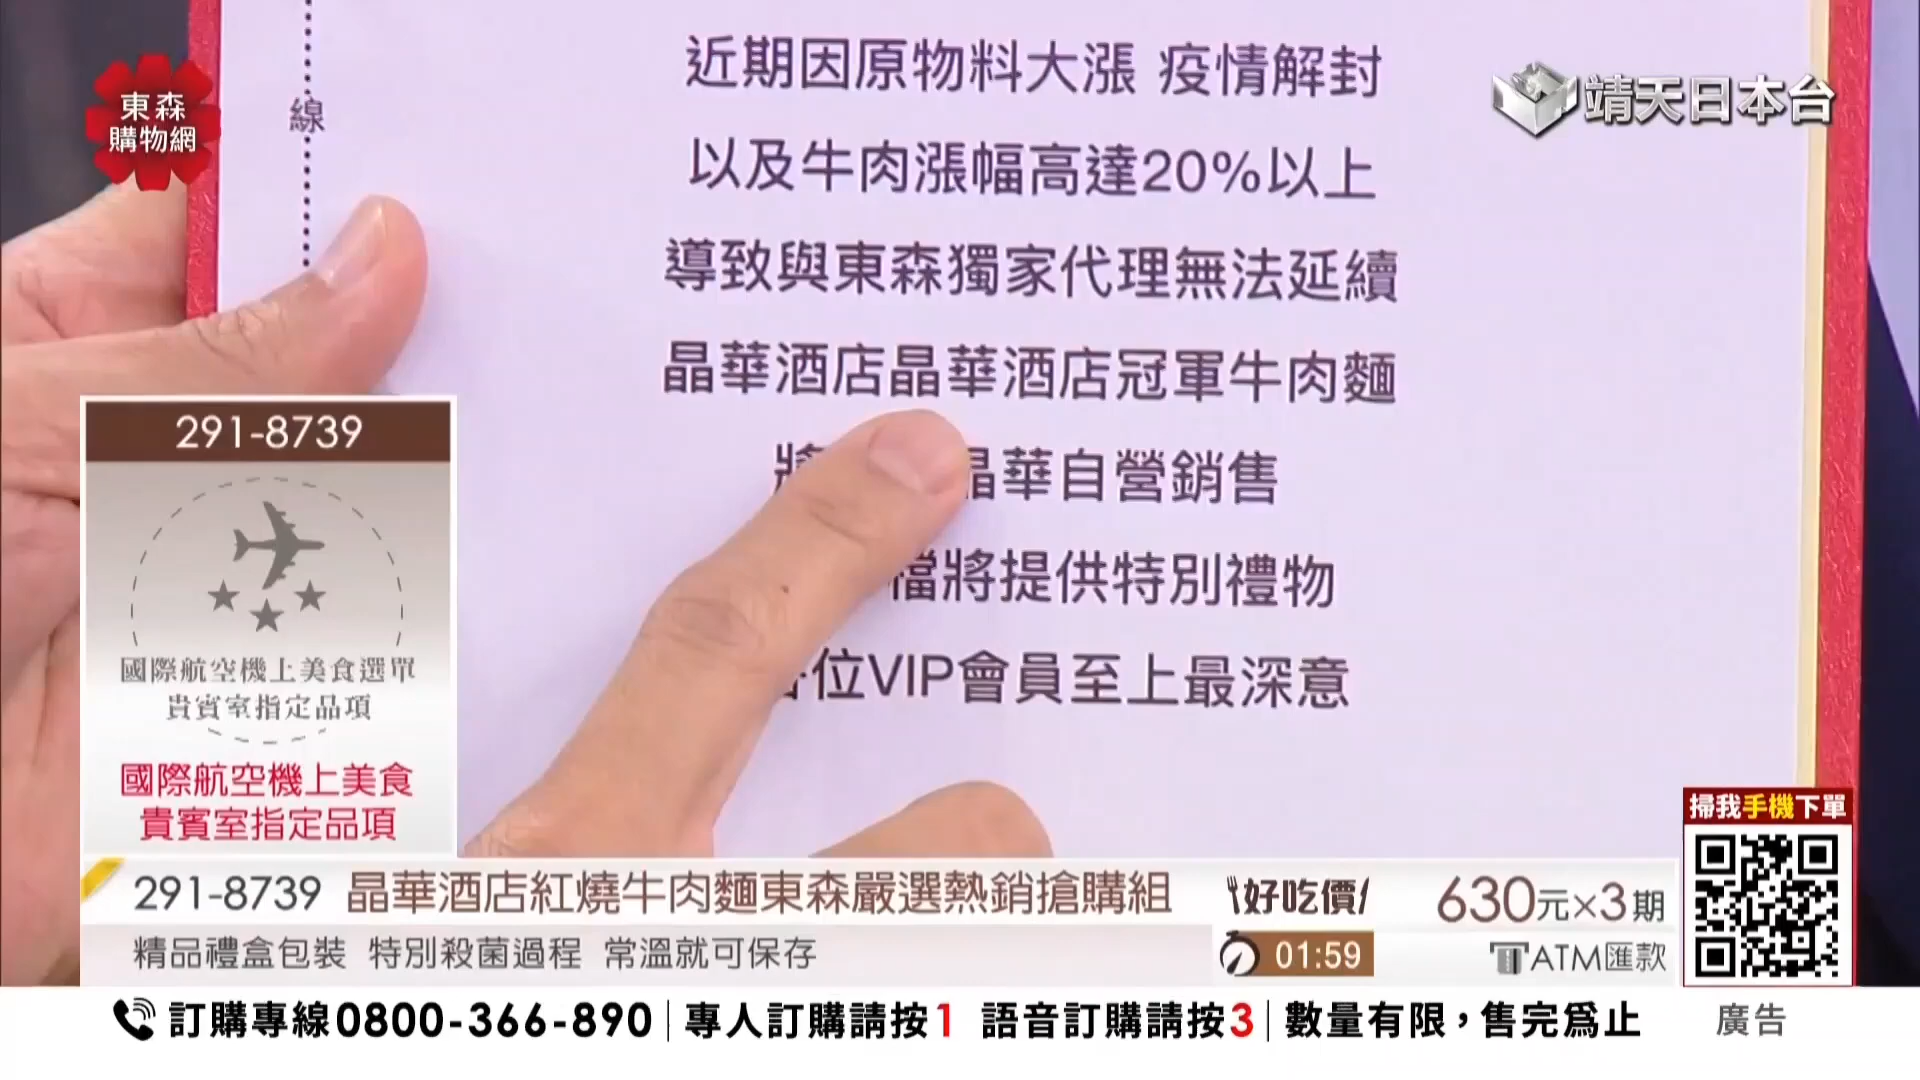 東森
購物網
靖天日本台
線
近期因原物料大漲 疫情解封
以及牛肉漲幅高達20%以上
導致與東森獨家代理無法延續
晶華酒店晶華酒店冠軍牛肉麵
晶華自營銷售
檔將提供特別禮物
位VIP會員至上最深意
291-8739
國際航空機上美食選單
貴賓室指定品項
國際航空機上美食
貴賓室指定品項
掃我手機下單
291-8739 晶華酒店紅燒牛肉麵東森嚴選熱銷搶購組
好吃價
630元×3期
精品禮盒包裝 特別殺菌過程 常溫就可保存
01:59
ATM匯款
訂購專線0800-366-890 專人訂購請按1 語音訂購請按3 數量有限，售完為止
廣告